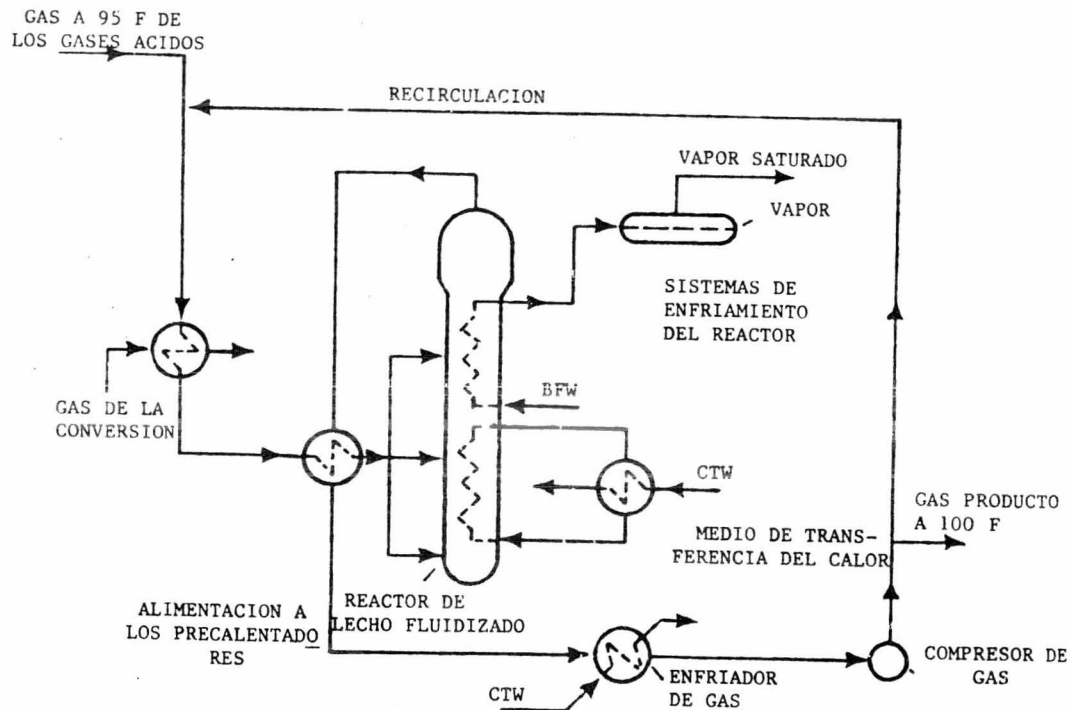 GAS A 95 F DE
LOS GASES ACIDOS
RECIRCULACION
VAPOR SATURADO
VAPOR
SISTEMAS DE
ENFRIAMIENTO
DEL REACTOR
GAS DE LA
CONVERSION
BFW
CTW
GAS PRODUCTO
A 100 F
MEDIO DE TRANS-
FERENCIA DEL CALOR
REACTOR DE
LECHO FLUIDIZADO
ALIMENTACION A
LOS PRECALENTADO
RES
CTW
ENFRIADOR
DE GAS
COMPRESOR DE
GAS